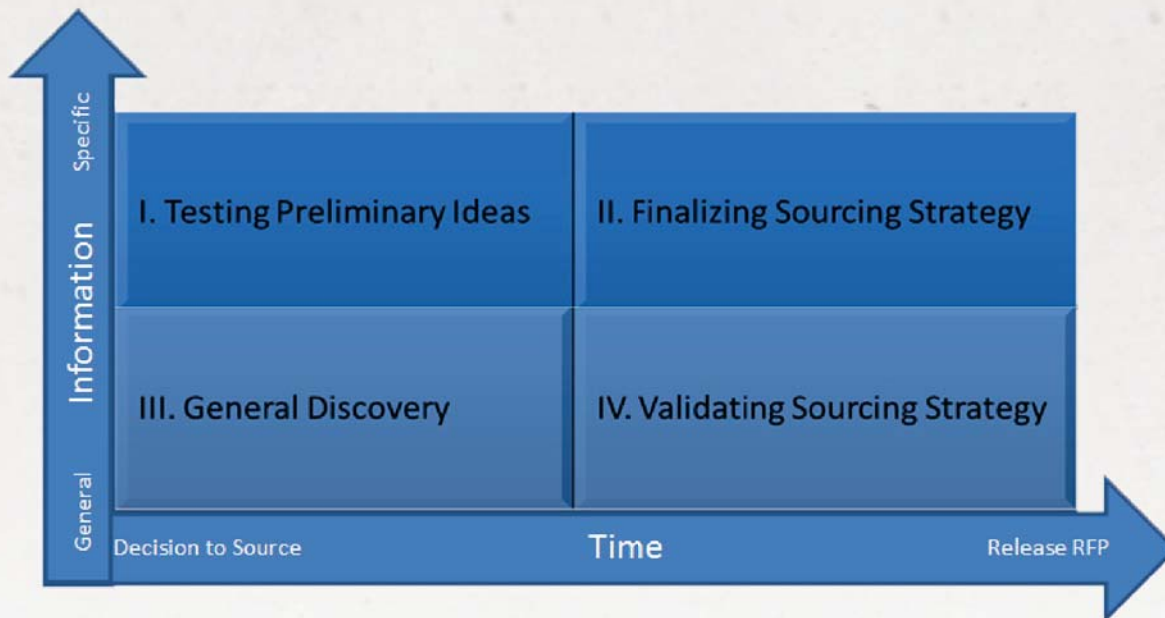 Specific
Information
General
I. Testing Preliminary Ideas
II. Finalizing Sourcing Strategy
III. General Discovery
IV. Validating Sourcing Strategy
Decision to Source
Time
Release RFP